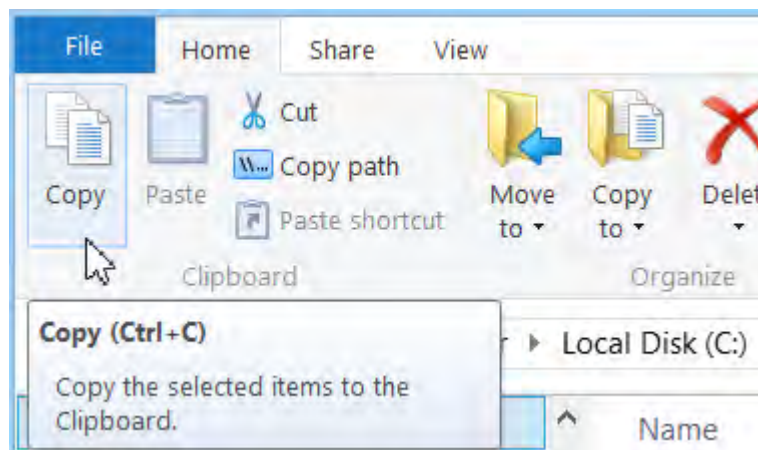 File Home Share View
Copy
Paste
Cut
\\...
Copy path
Paste shortcut
Move
to
Copy
to
Delet
Clipboard
Organize
Copy (Ctrl+C)
Copy the selected items to the
Clipboard.
r
Local Disk (C:)
Name